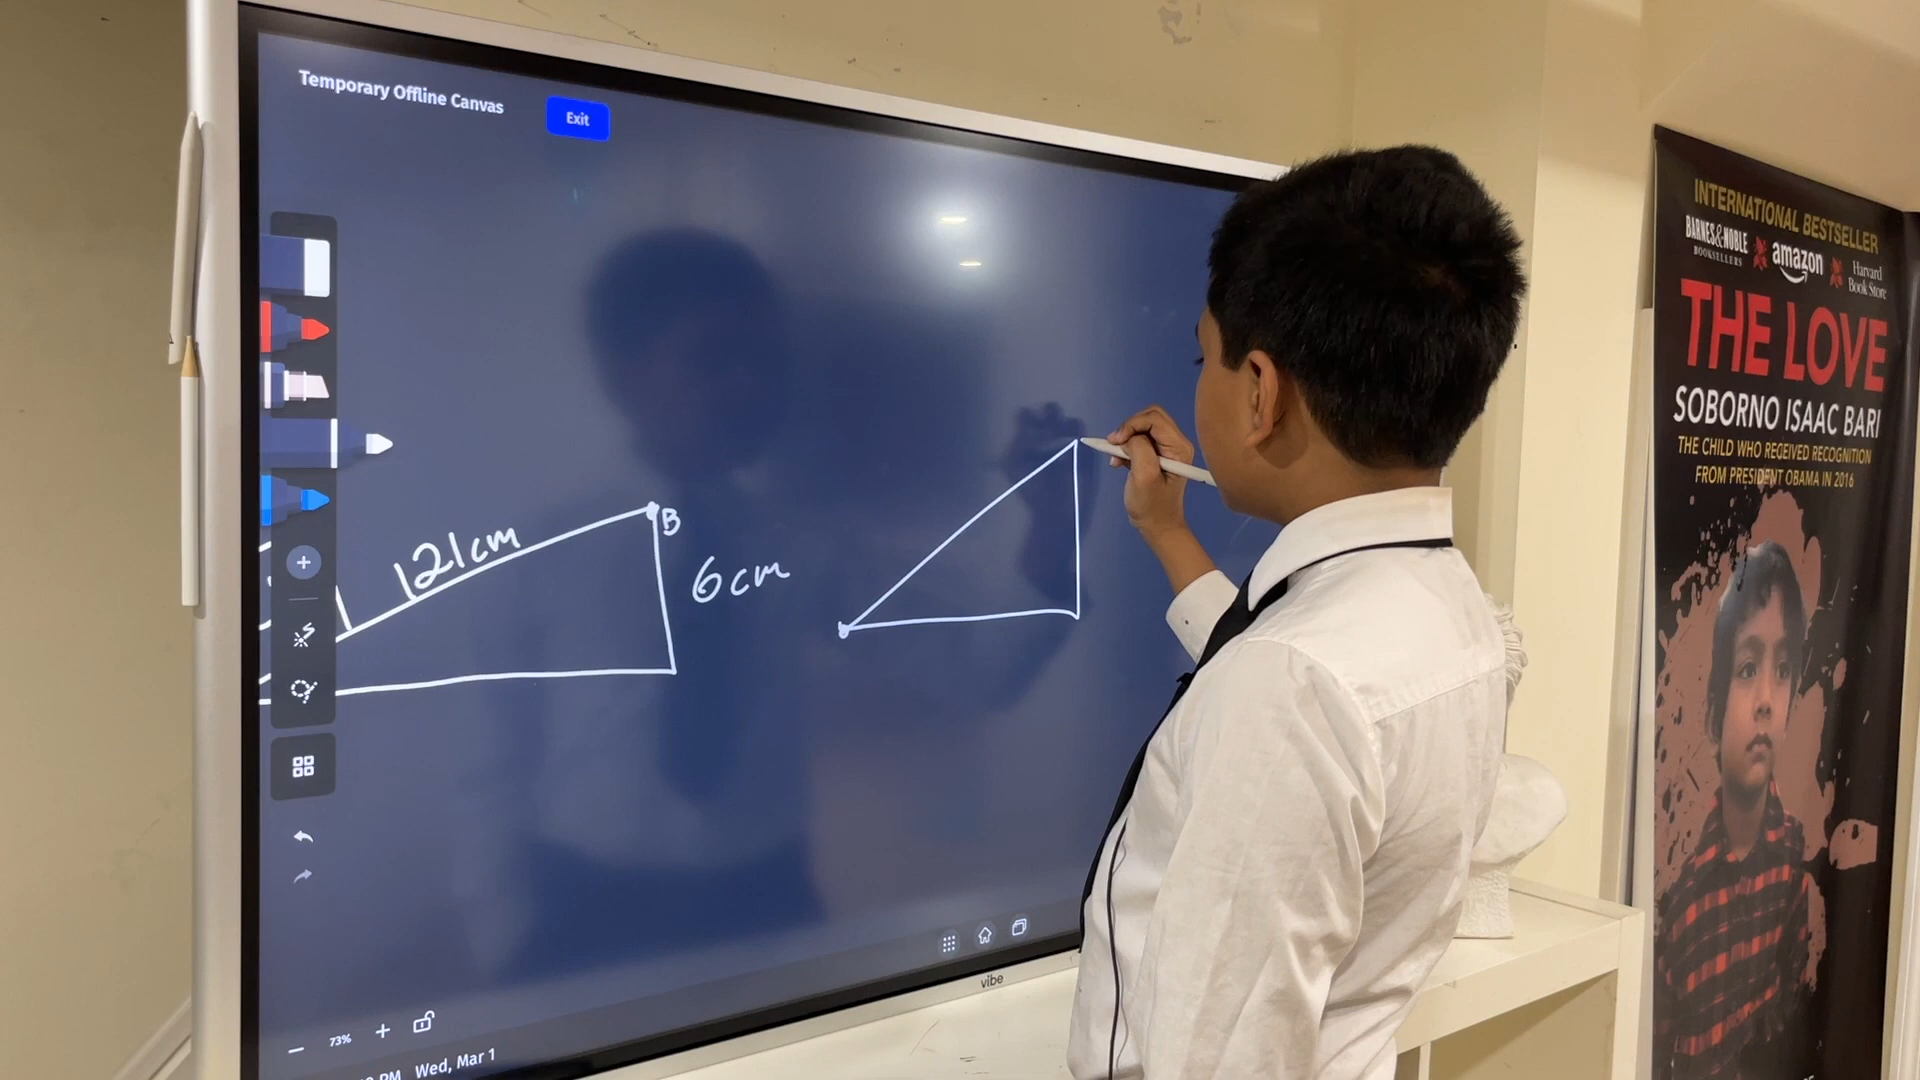 Temporary Offline Canvas
Exit
121cm
B
6cm
vibe
73%
PM Wed, Mar 1
INTERNATIONAL BESTSELLER
BARNES&NOBLE
BOOKSELLERS
amazon
Harvard
Book Store
THE LOVE
SOBORNO ISAAC BARI
THE CHILD WHO RECEIVED RECOGNITION
FROM PRESIDENT OBAMA IN 2016